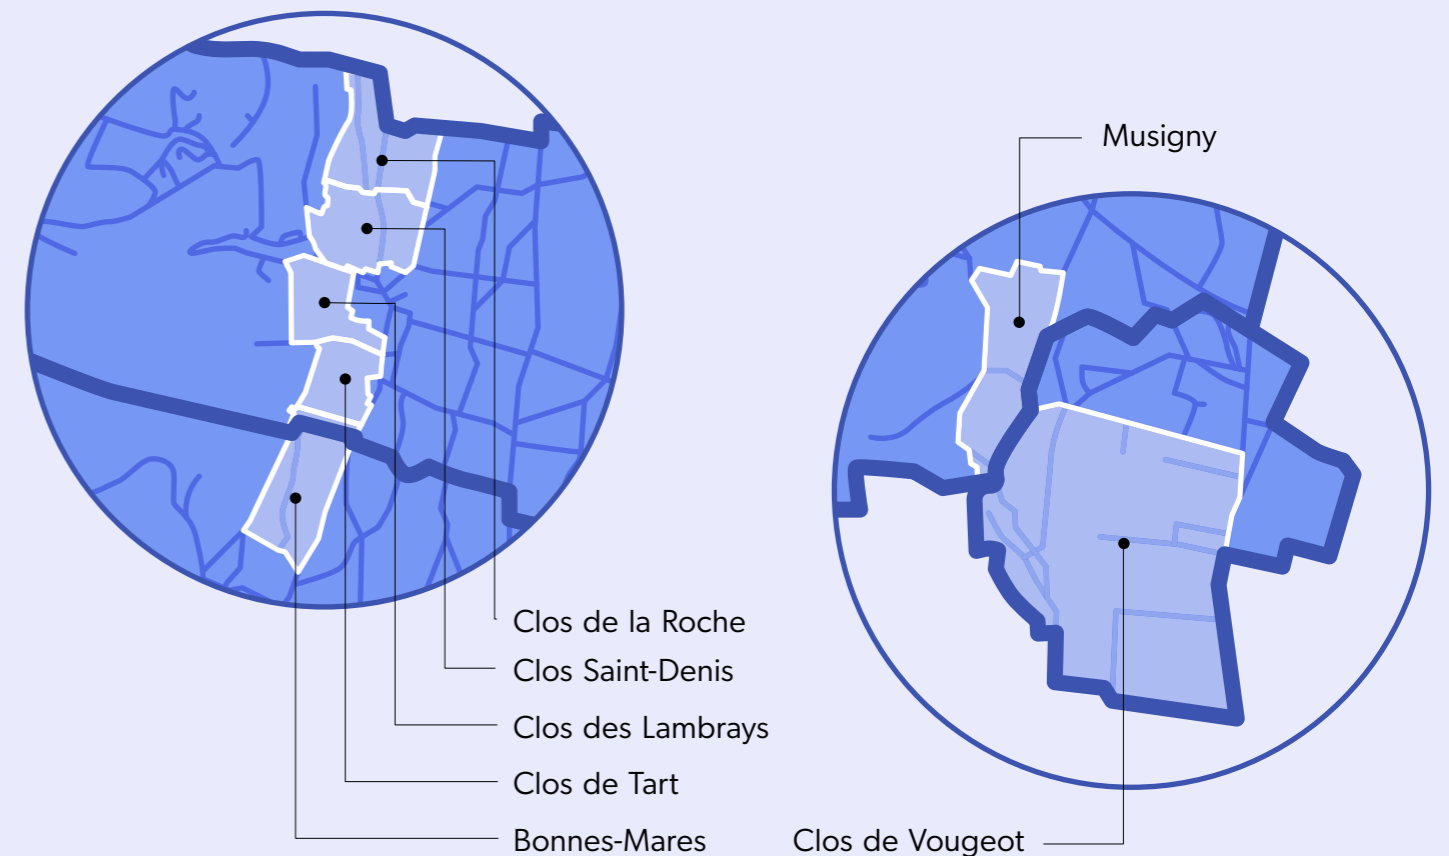 Musigny
Clos de la Roche
Clos Saint-Denis
Clos des Lambrays
Clos de Tart
Bonnes-Mares
Clos de Vougeot